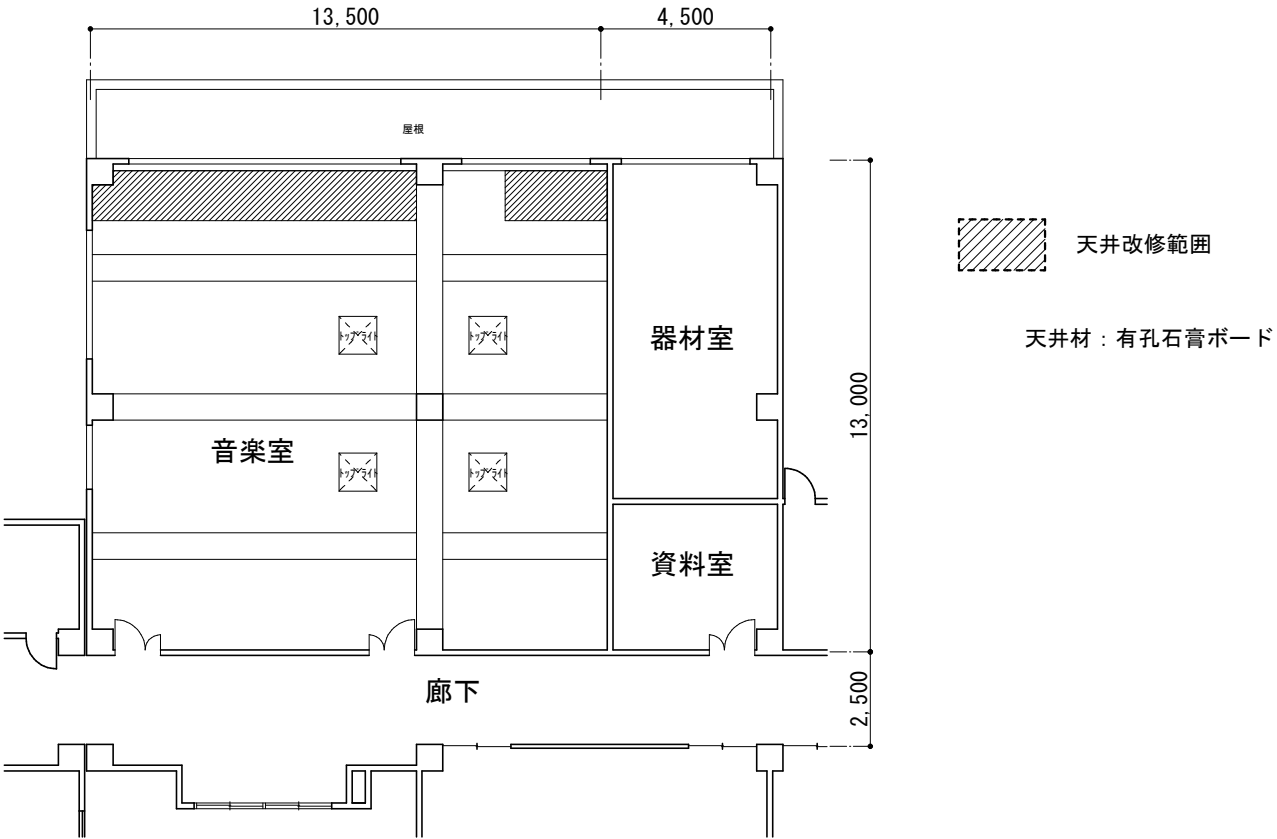 13,500
4,500
屋根
天井改修範囲
トップライト
トップライト
器材室
天井材：有孔石膏ボード
13,000
音楽室
トップライト
トップライト
資料室
廊下
2,500